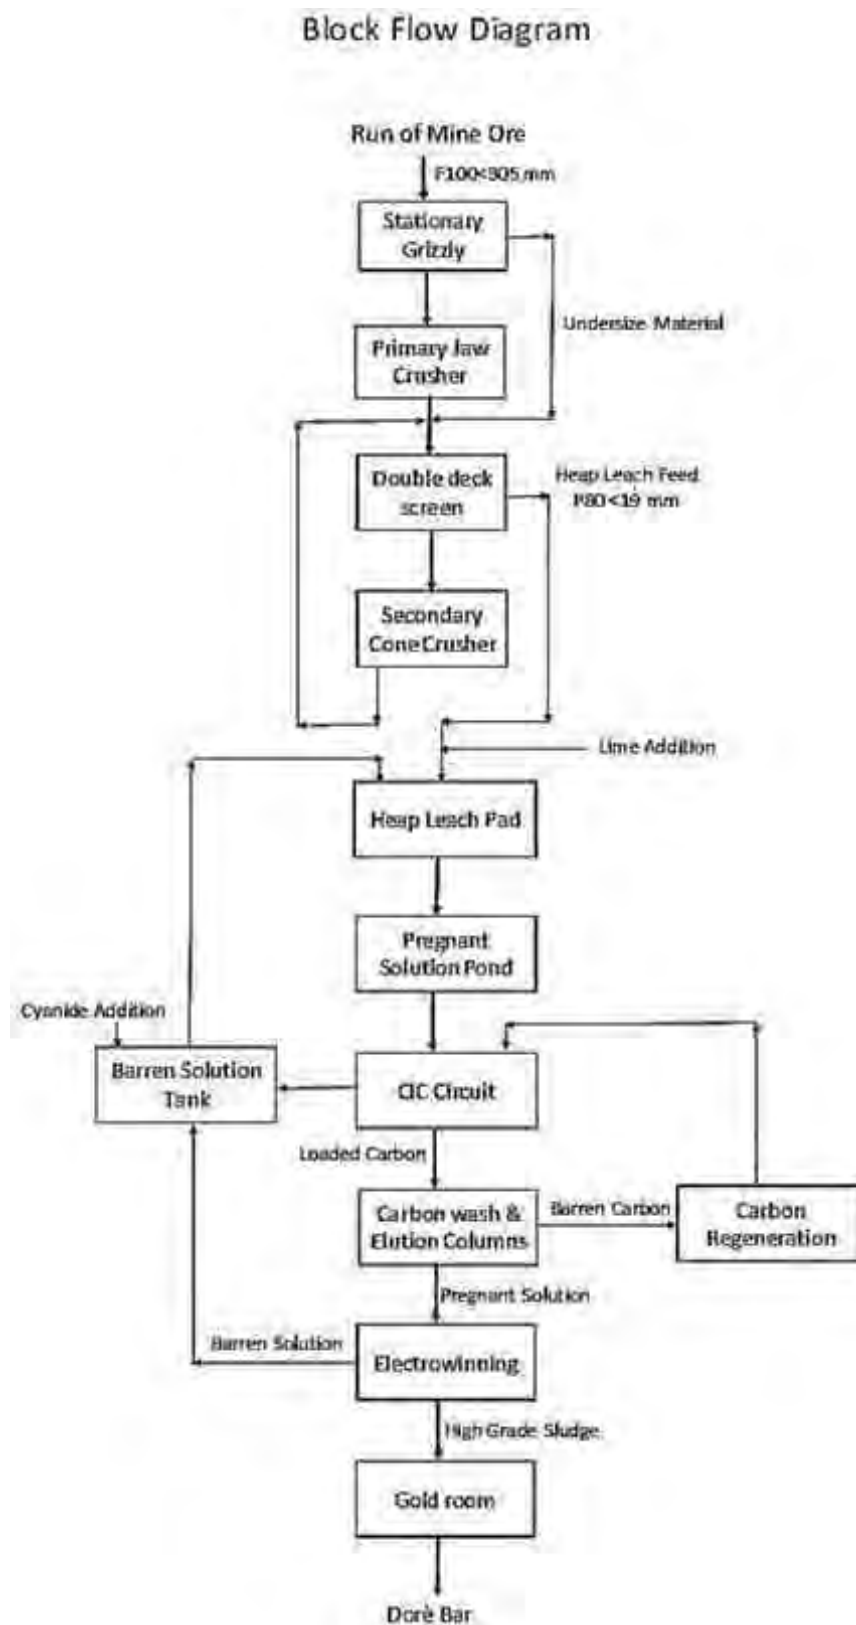 Block Flow Diagram
Run of Mine Ore
F100<305 mm
Stationary
Grizzly
Undersize Material
Primary Jaw
Crusher
Double deck
screen
Heap Leach Feed
P80<19 mm
Secondary
Cone Crusher
Lime Addition
Heap Leach Pad
Pregnant
Solution Pond
Cyanide Addition
Barren Solution
Tank
CIC Circuit
Loaded Carbon
Carbon wash &
Elution Columns
Barren Carbon
Carbon
Regeneration
Pregnant Solution
Barren Solution
Electrowinning
High Grade Sludge
Gold room
Dorè Bar